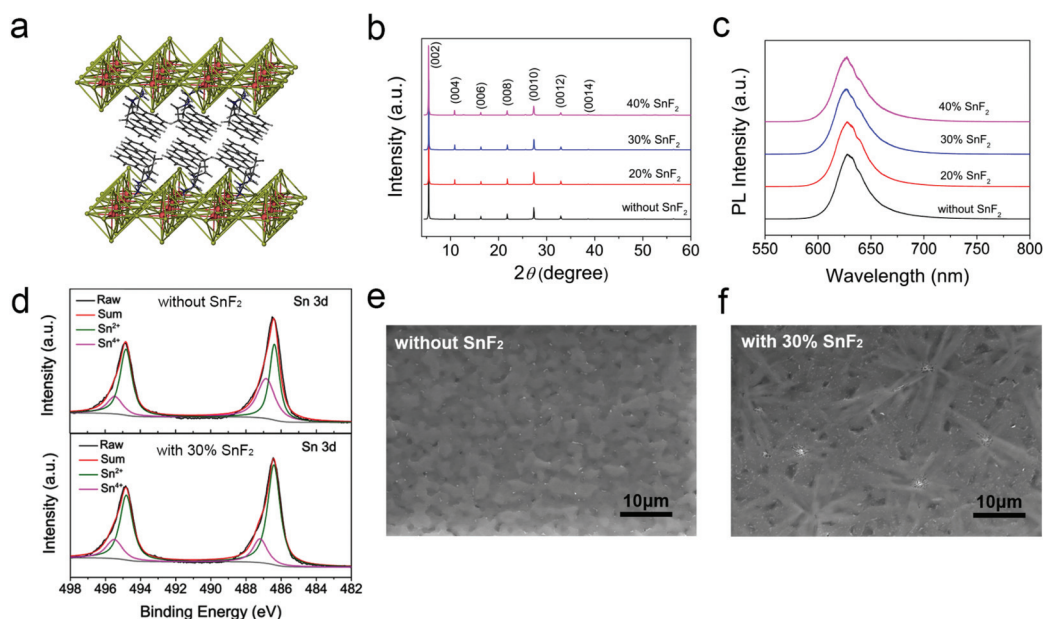 a
b
(002)
(004)
(006)
(008)
(0010)
(0012)
(0014)
40% SnF₂
30% SnF₂
20% SnF₂
without SnF₂
Intensity (a.u.)
10 20 30 40 50 60
2θ (degree)
c
40% SnF₂
30% SnF₂
20% SnF₂
without SnF₂
PL Intensity (a.u.)
550 600 650 700 750 800
Wavelength (nm)
d
Raw
Sum
Sn²⁺
Sn⁴⁺
without SnF₂
Sn 3d
Intensity (a.u.)
Raw
Sum
Sn²⁺
Sn⁴⁺
with 30% SnF₂
Sn 3d
Intensity (a.u.)
498 496 494 492 490 488 486 484 482
Binding Energy (eV)
e
without SnF₂
10μm
f
with 30% SnF₂
10μm